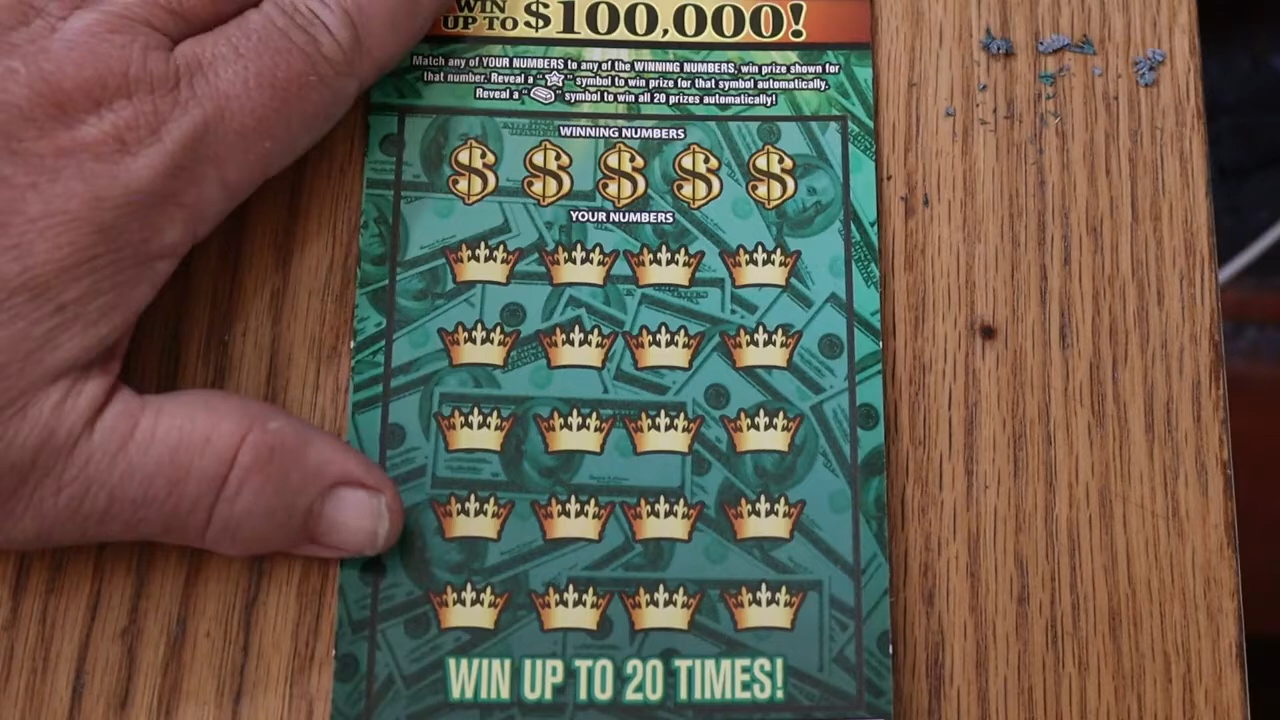 WIN
UP TO $100,000!
Match any of YOUR NUMBERS to any of the WINNING NUMBERS, win prize shown for
that number. Reveal a " " symbol to win prize for that symbol automatically.
Reveal a " " symbol to win all 20 prizes automatically!
WINNING NUMBERS
$ $ $ $ $
YOUR NUMBERS
WIN UP TO 20 TIMES!